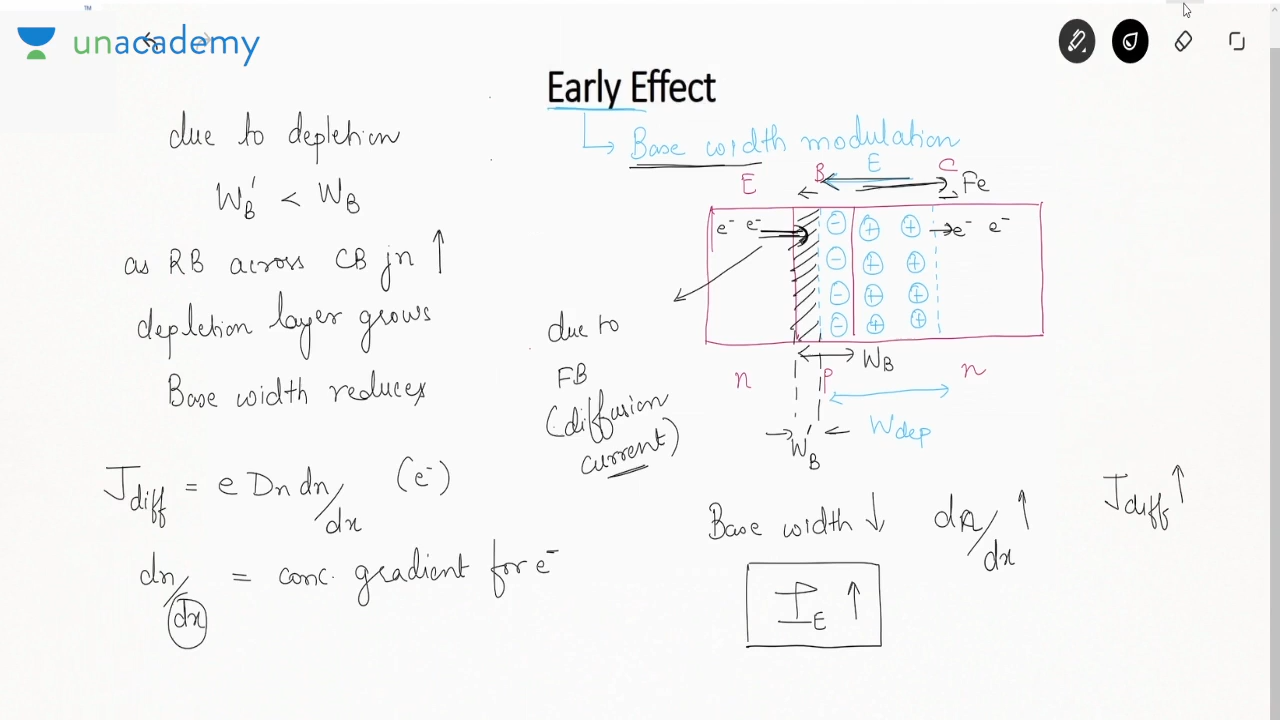 ™
unacademy
Early Effect
Base width modulation
due to depletion
W'B < WB
as RB across CB jn ↑
depletion layer grows
Base width reduces
Jdiff = e Dn dn/dx (e-)
dn/dx = conc. gradient for e-
E B E C Fe
e- e- - + + e- e-
- + +
- + +
- + +
WB
n P n
W'B Wdep
due to
FB
(diffusion
current)
Base width ↓ dn/dx ↑ Jdiff ↑
IE ↑